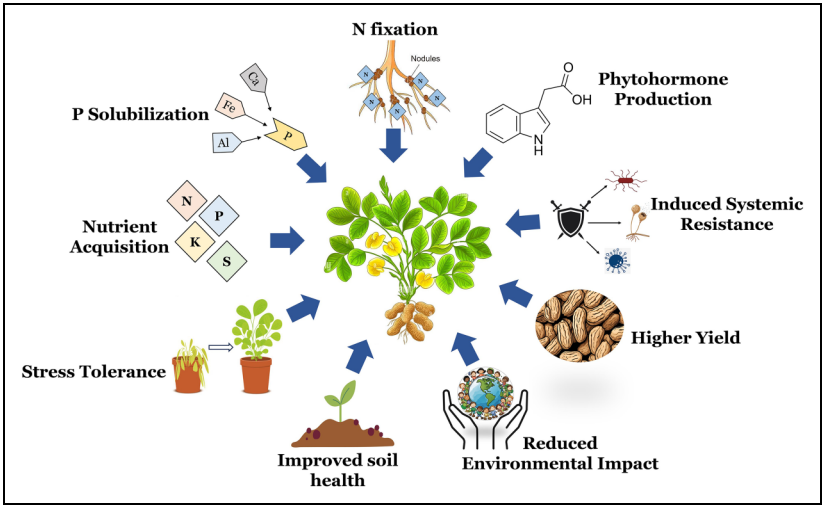 N fixation
Nodules
N
N
N
N
N
N
Ca
Fe
Al
P
P Solubilization
O
OH
N
H
Phytohormone
Production
Nutrient
Acquisition
N
P
K
S
Induced Systemic
Resistance
Stress Tolerance
Higher Yield
Improved soil
health
Reduced
Environmental Impact